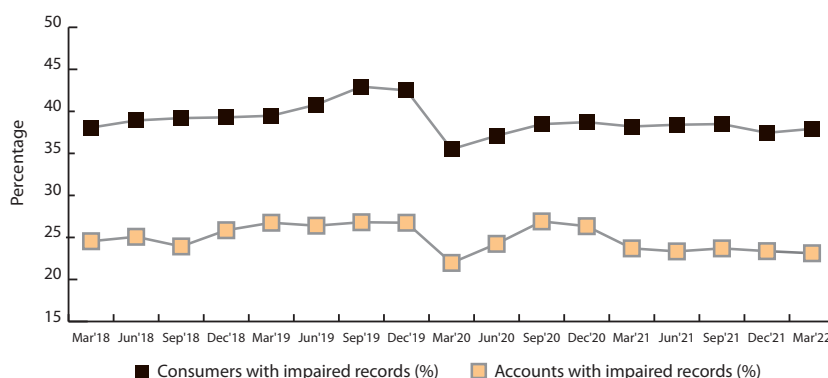 50
45
40
35
30
25
20
15
Percentage
Mar'18 Jun'18 Sep'18 Dec'18 Mar'19 Jun'19 Sep'19 Dec'19 Mar'20 Jun'20 Sep'20 Dec'20 Mar'21 Jun'21 Sep'21 Dec'21 Mar'22
Consumers with impaired records (%) Accounts with impaired records (%)